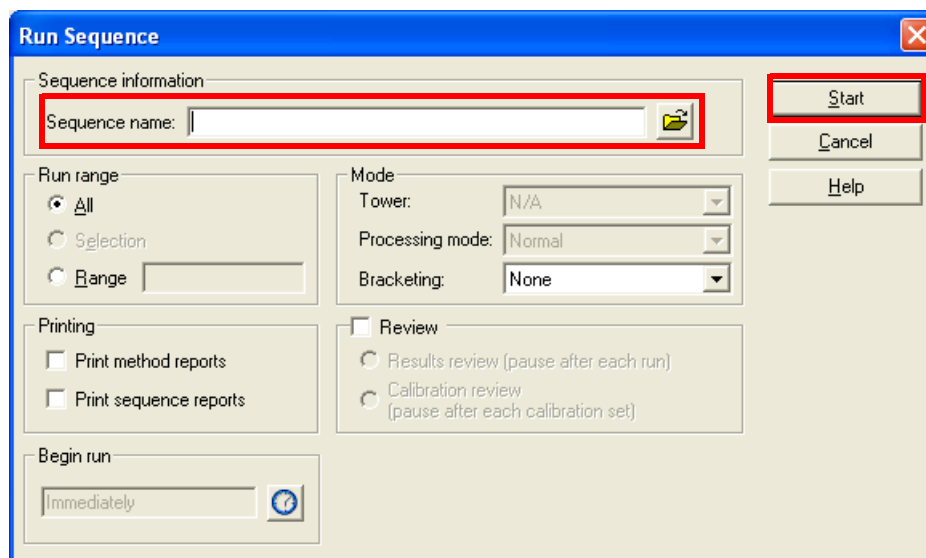 Run Sequence
Sequence information
Sequence name:
Start
Cancel
Help
Run range
All
Selection
Range
Mode
Tower: N/A
Processing mode: Normal
Bracketing: None
Printing
Print method reports
Print sequence reports
Review
Results review (pause after each run)
Calibration review
(pause after each calibration set)
Begin run
Immediately